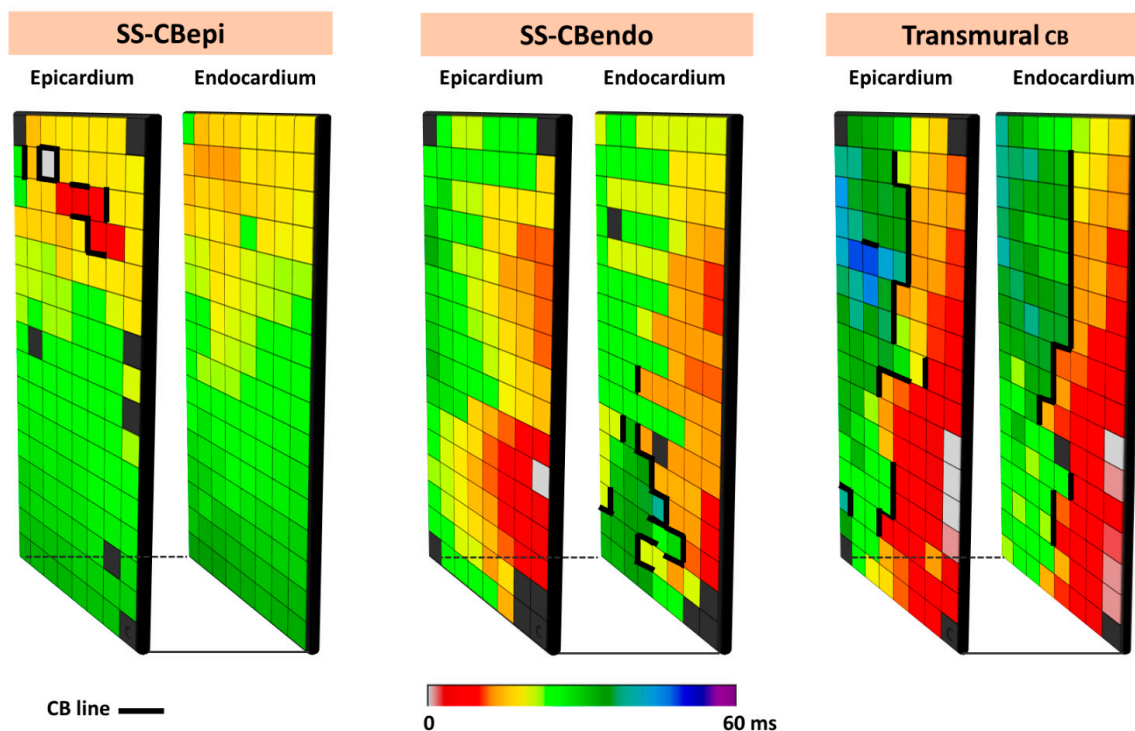 SS-CBepi
SS-CBendo
Transmural CB
Epicardium
Endocardium
Epicardium
Endocardium
Epicardium
Endocardium
C
C
C
CB line
0
60 ms